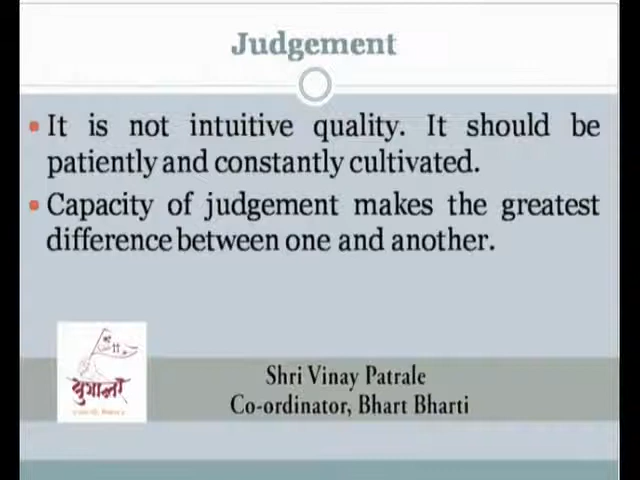 Judgement
It is not intuitive quality. It should be
patiently and constantly cultivated.
Capacity of judgement makes the greatest
difference between one and another.
Shri Vinay Patrale
Co-ordinator, Bhart Bharti